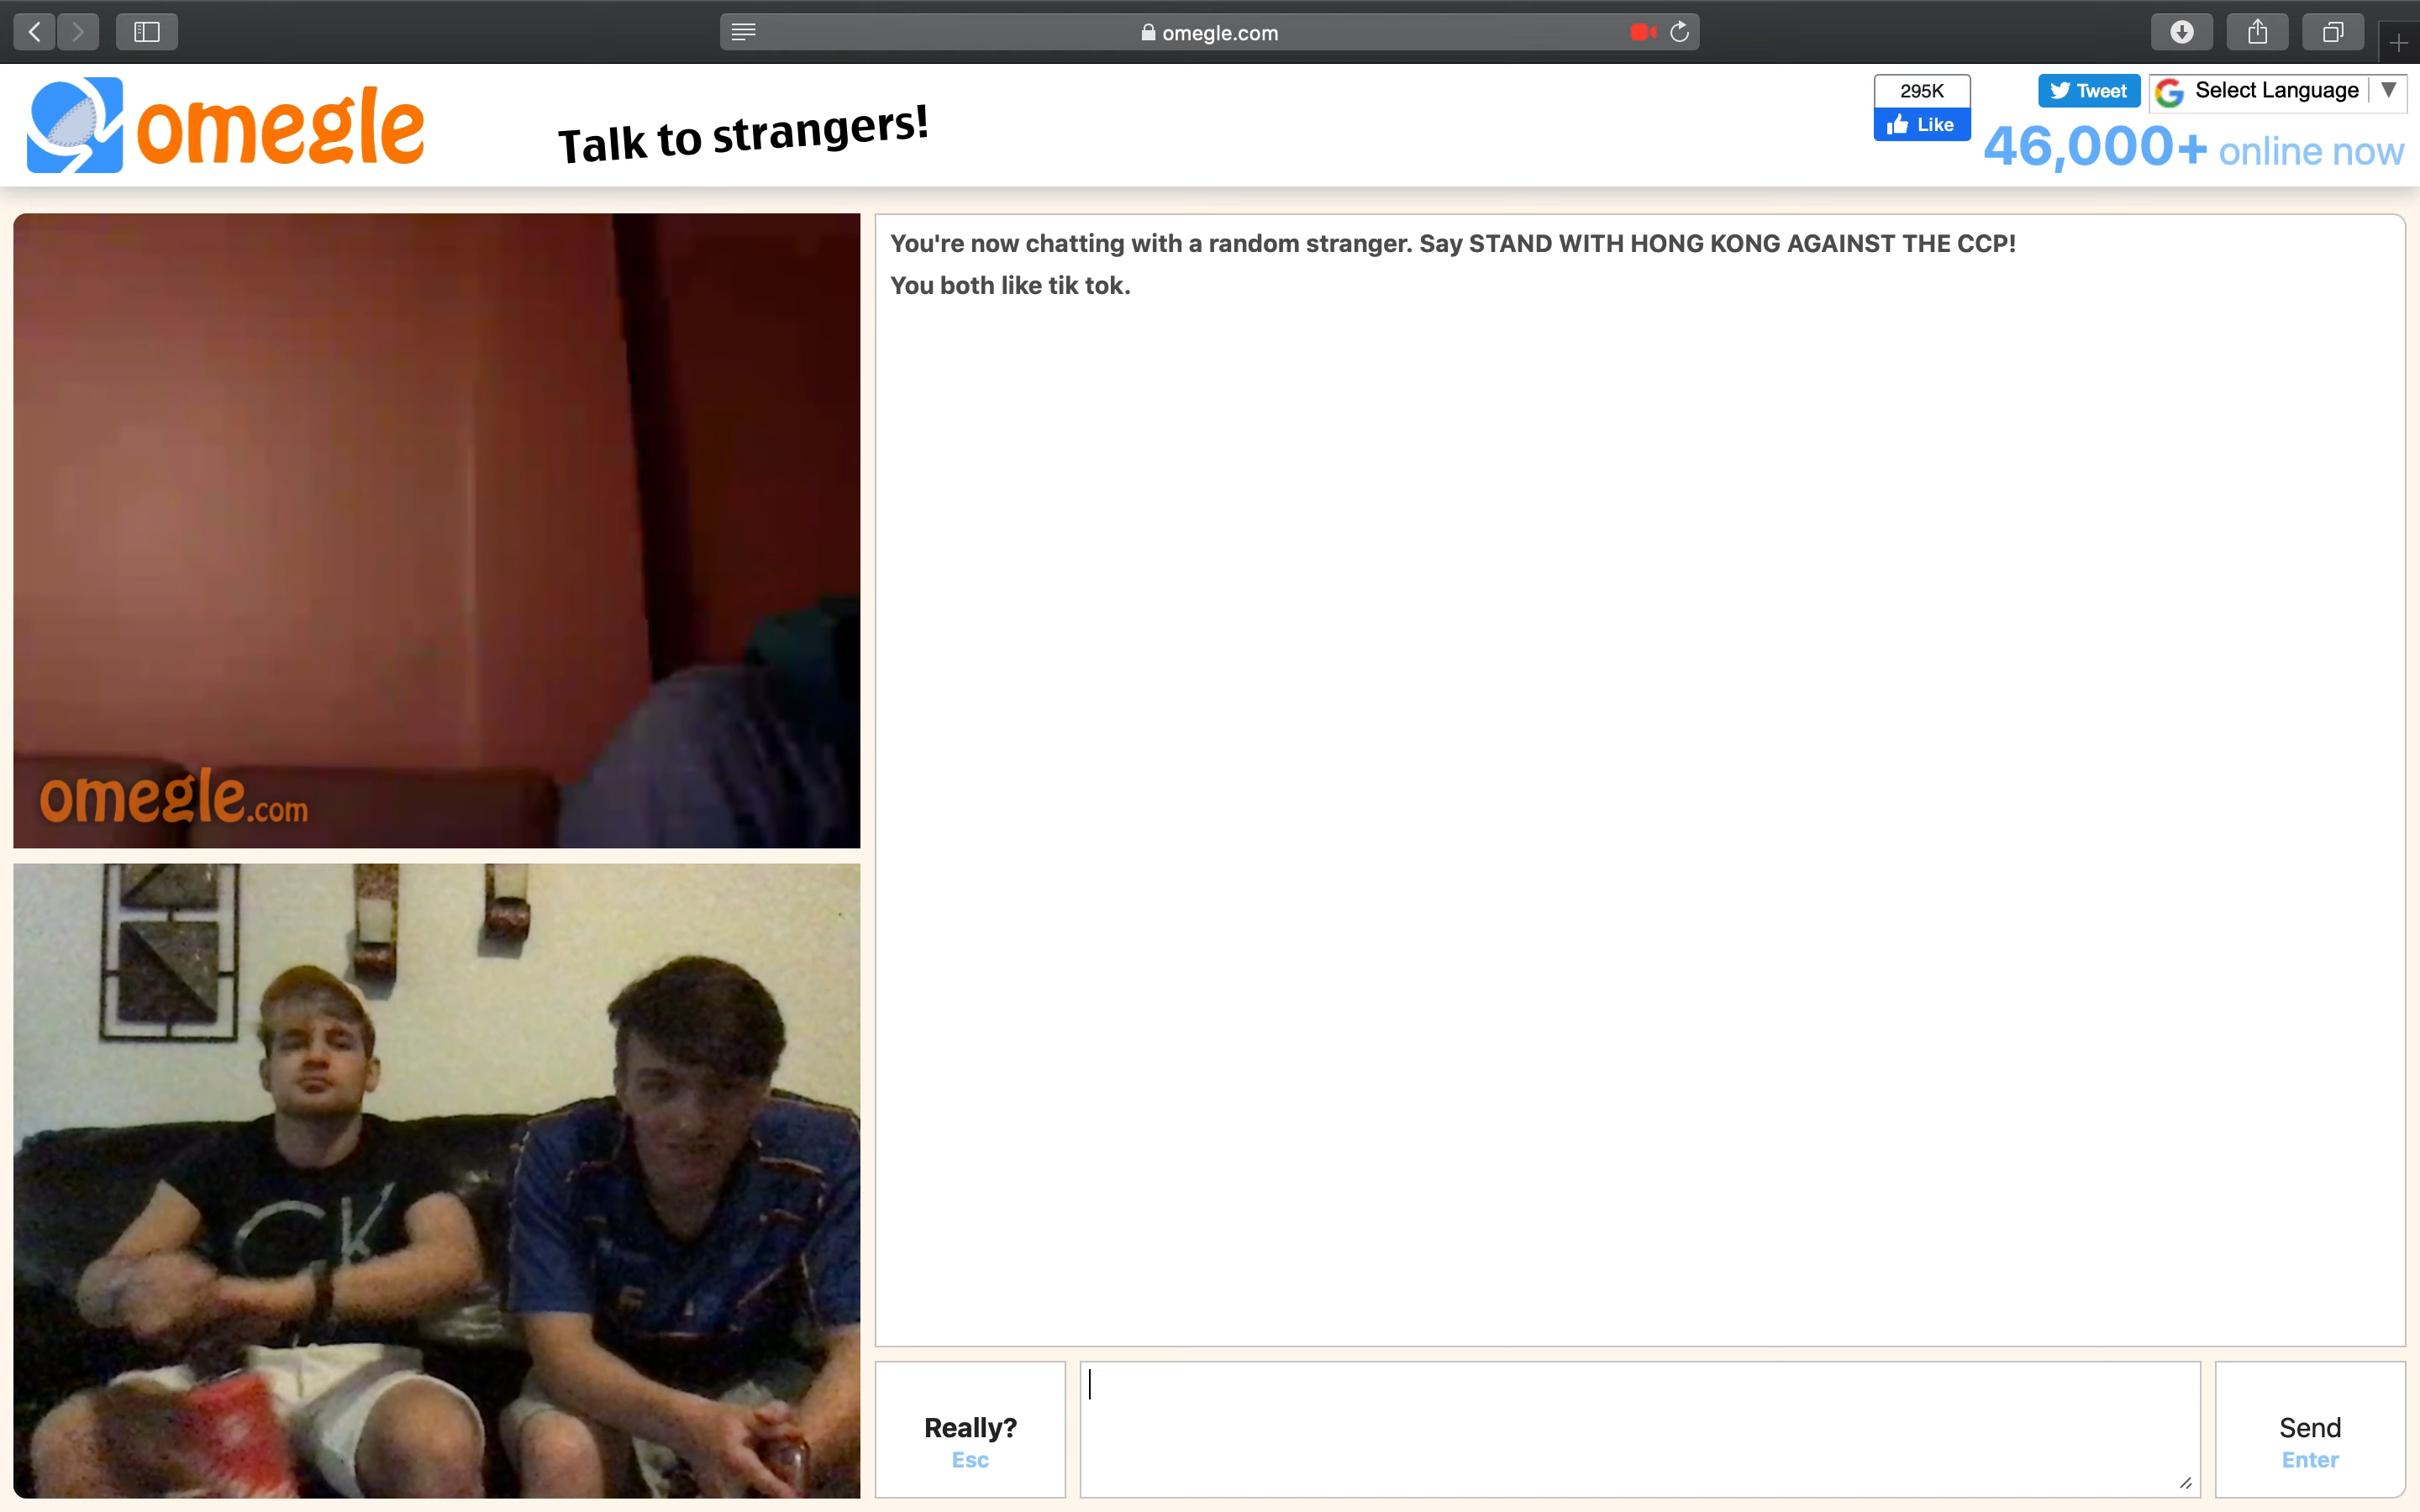 omegle.com
omegle
Talk to strangers!
295K
Like
Tweet
Select Language
46,000+ online now
omegle.com
CK
You're now chatting with a random stranger. Say STAND WITH HONG KONG AGAINST THE CCP!
You both like tik tok.
Really?
Esc
Send
Enter